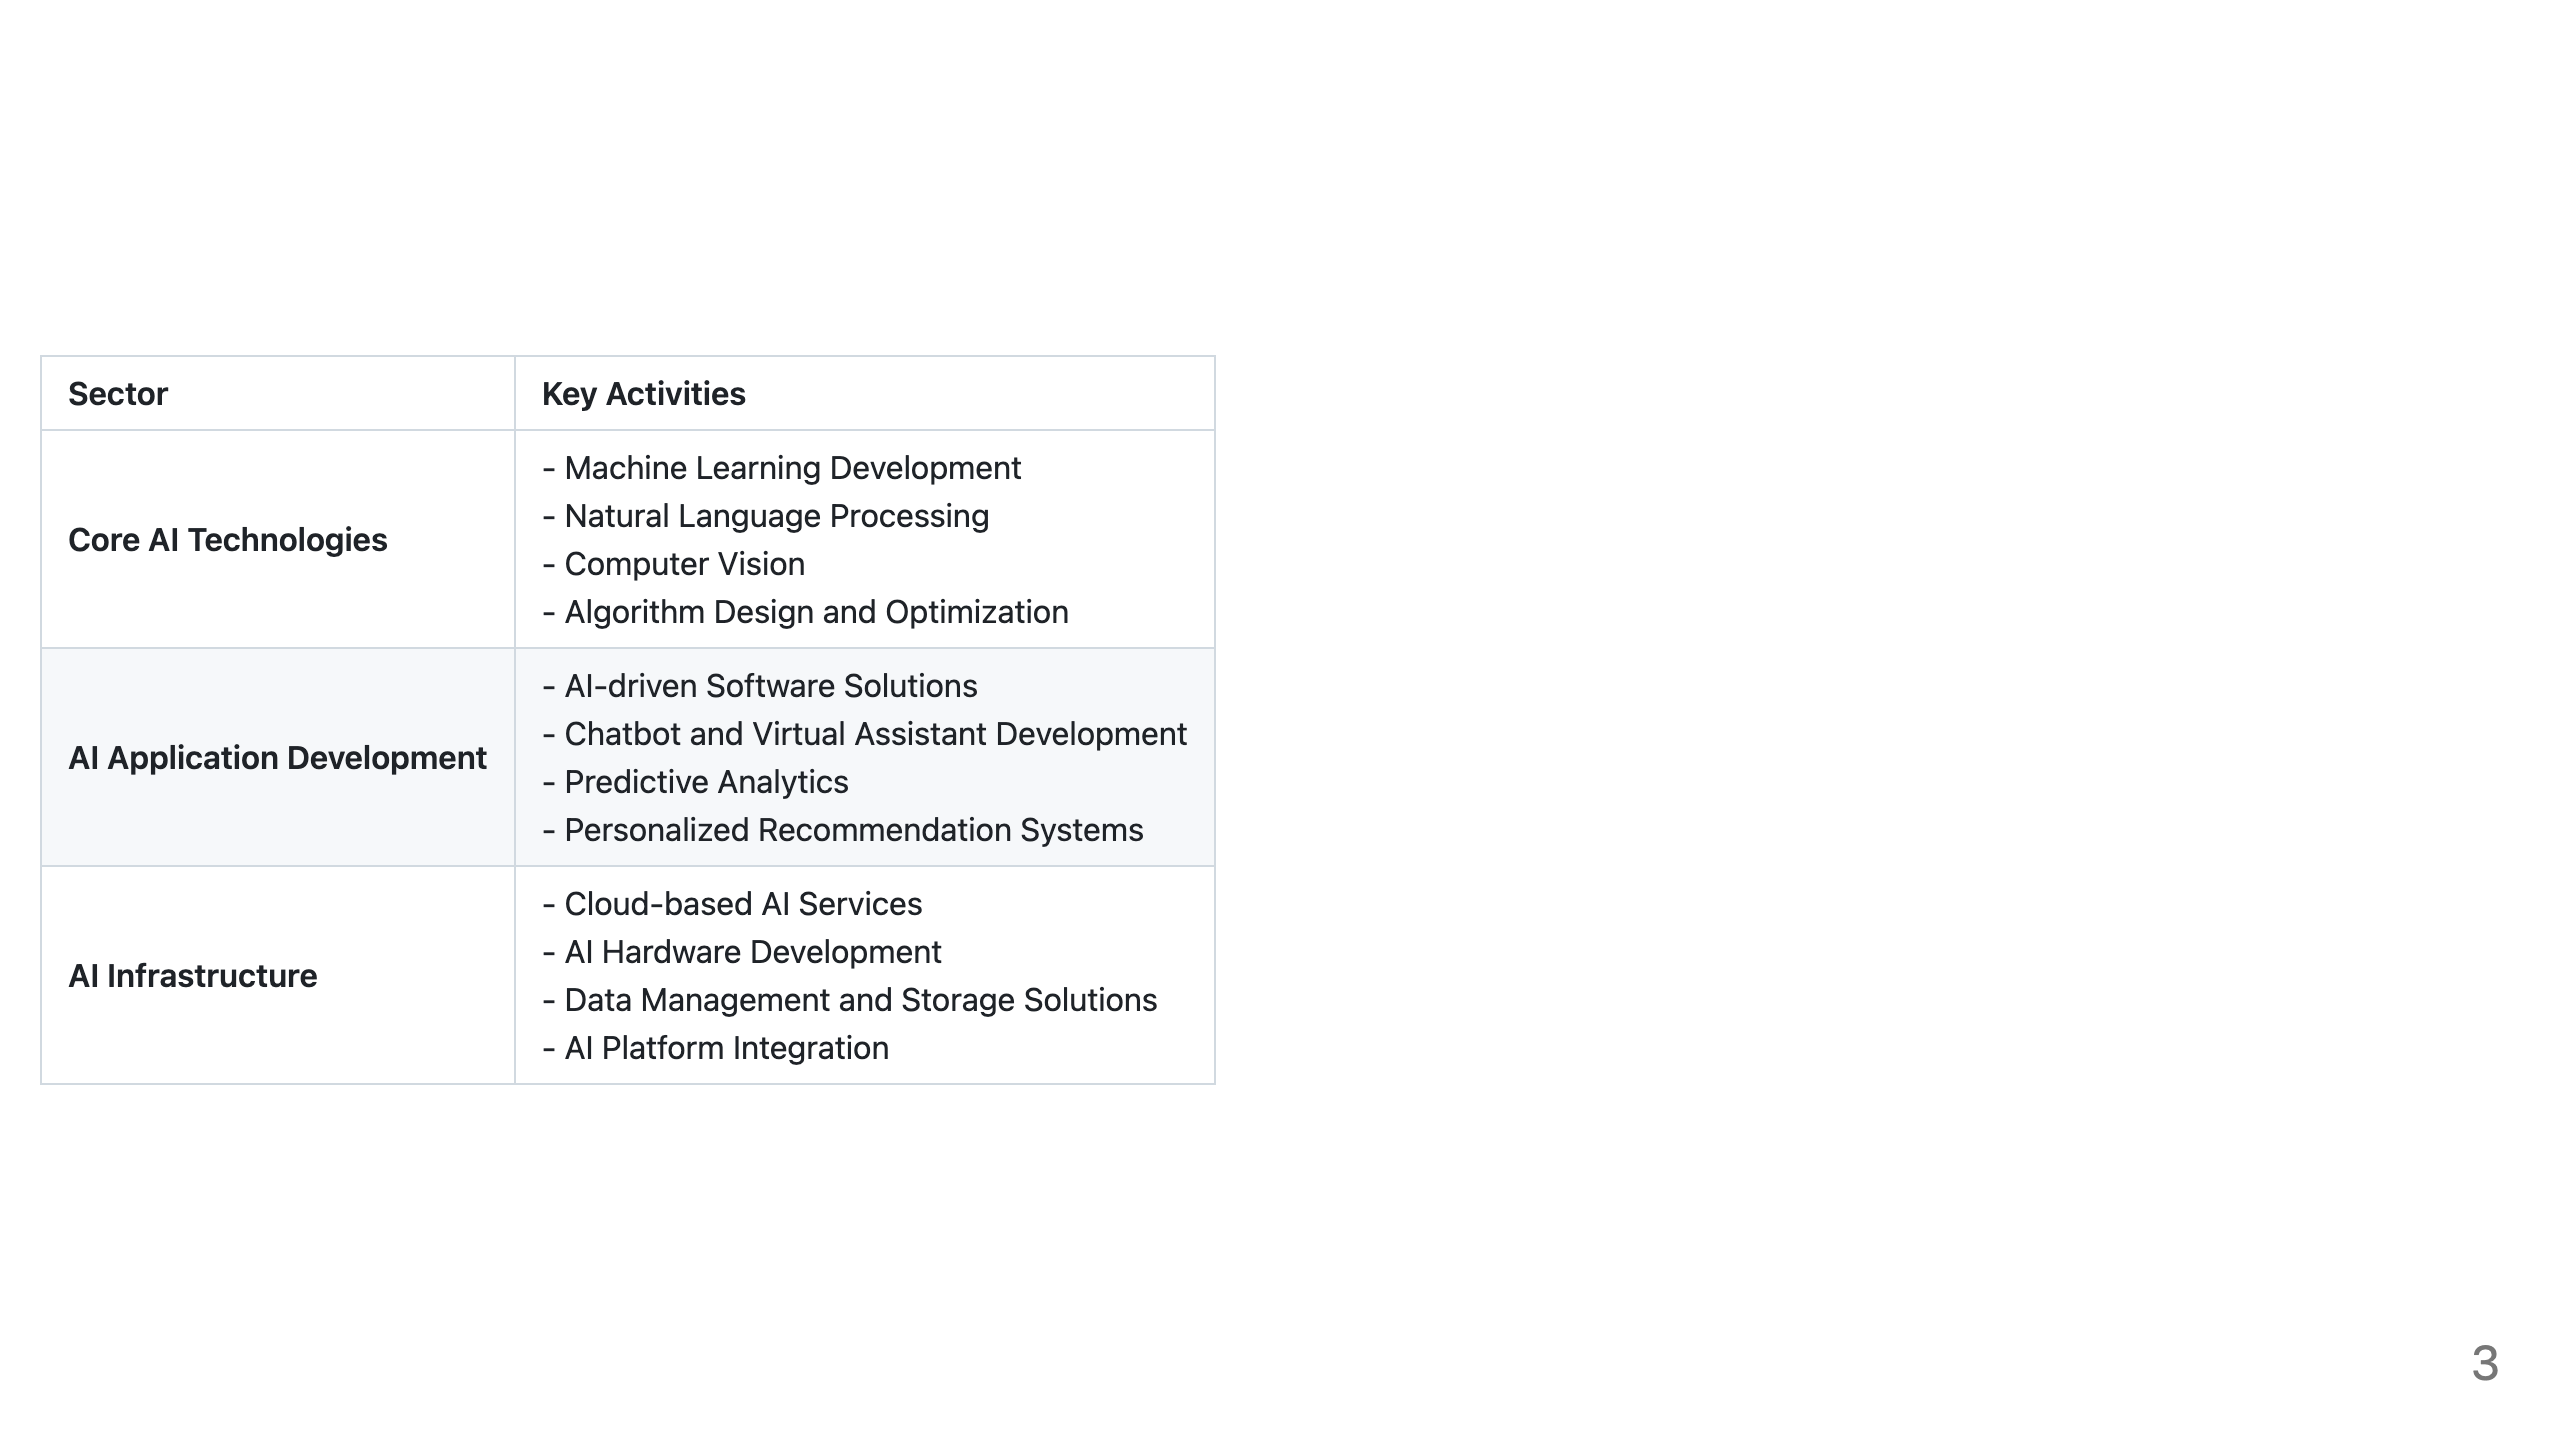 Sector
Key Activities
Core AI Technologies
- Machine Learning Development
- Natural Language Processing
- Computer Vision
- Algorithm Design and Optimization
AI Application Development
- AI-driven Software Solutions
- Chatbot and Virtual Assistant Development
- Predictive Analytics
- Personalized Recommendation Systems
AI Infrastructure
- Cloud-based AI Services
- AI Hardware Development
- Data Management and Storage Solutions
- AI Platform Integration
3